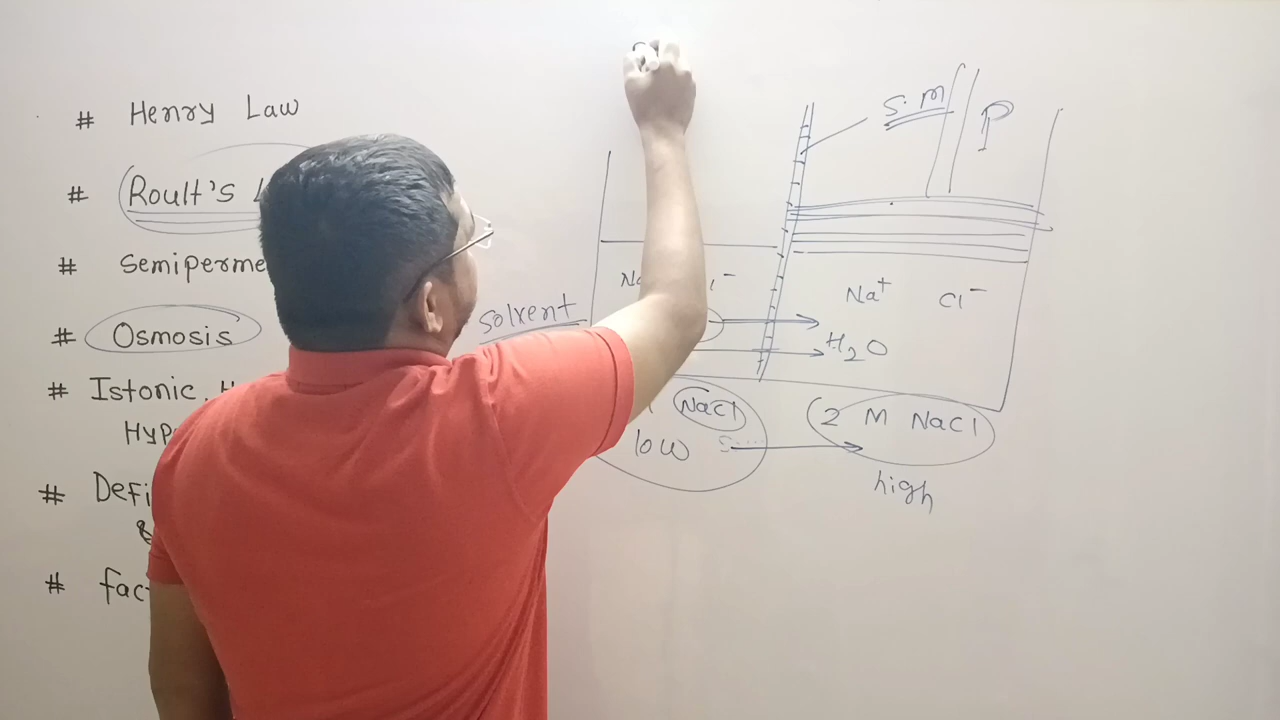 # Henry Law
# Roult's
# Semiperme
# Osmosis
# Istonic.
Hyp
# Defi
# fac
S.M
P
Na⁺ Cl⁻
solvent
H₂O
NaCl
low
2 M NaCl
high